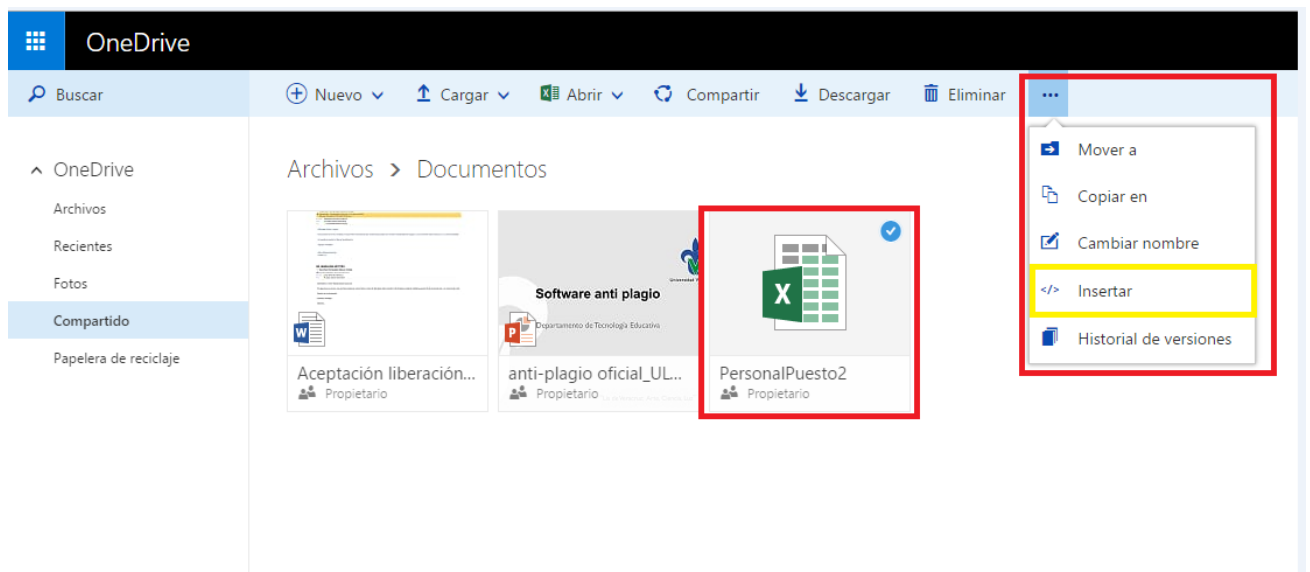 OneDrive
Buscar
Nuevo
Cargar
Abrir
Compartir
Descargar
Eliminar
...
OneDrive
Archivos
Recientes
Fotos
Compartido
Papelera de reciclaje
Archivos > Documentos
W
Aceptación liberación...
Propietario
Software anti plagio
Departamento de Tecnología Educativa
P
anti-plagio oficial_UL...
Propietario
X
PersonalPuesto2
Propietario
Mover a
Copiar en
Cambiar nombre
</> Insertar
Historial de versiones